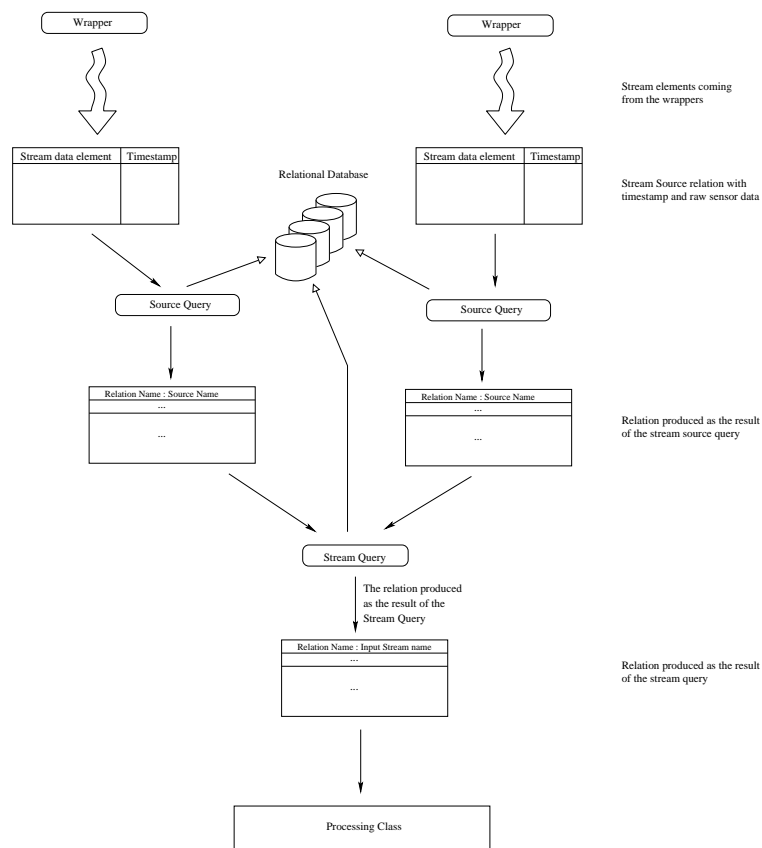 Wrapper
Wrapper
Stream elements coming
from the wrappers
Stream data element Timestamp
Stream data element Timestamp
Relational Database
Stream Source relation with
timestamp and raw sensor data
Source Query
Source Query
Relation Name : Source Name
...
...
Relation Name : Source Name
...
...
Relation produced as the result
of the stream source query
Stream Query
The relation produced
as the result of the
Stream Query
Relation Name : Input Stream name
...
...
Relation produced as the result
of the stream query
Processing Class